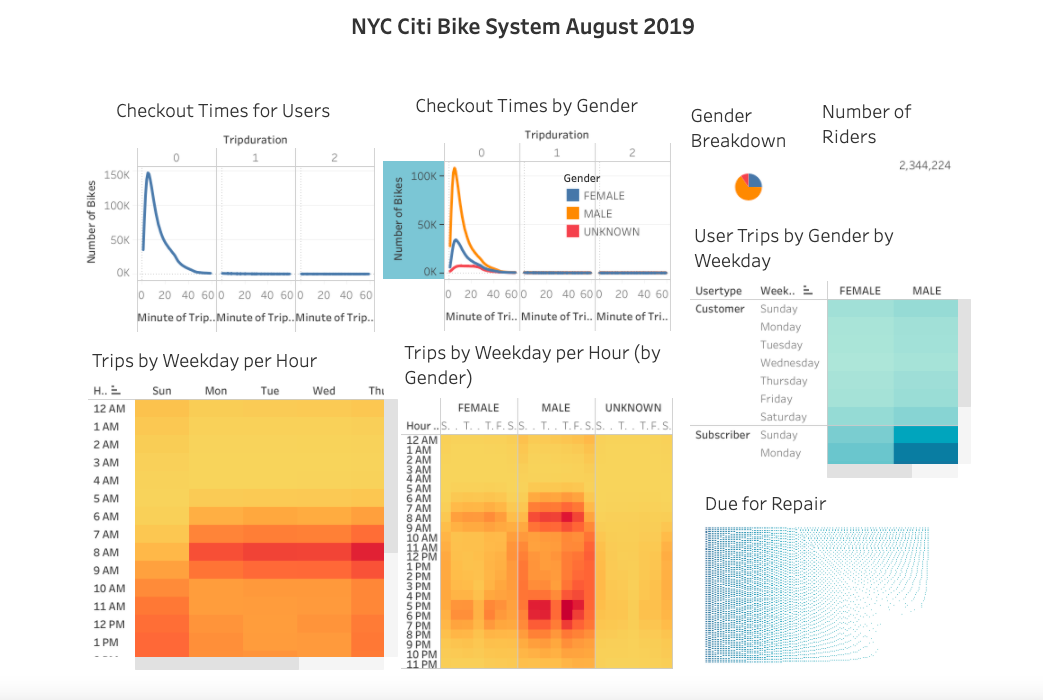 NYC Citi Bike System August 2019
Checkout Times for Users
Tripduration
0 1 2
Number of Bikes
150K
100K
50K
0K
0 20 40 60 0 20 40 60 0 20 40 60
Minute of Trip.. Minute of Trip.. Minute of Trip..
Checkout Times by Gender
Tripduration
0 1 2
Number of Bikes
100K
50K
0K
Gender
FEMALE
MALE
UNKNOWN
0 20 40 60 0 20 40 60 0 20 40 60
Minute of Tri.. Minute of Tri.. Minute of Tri..
Gender
Breakdown
Number of
Riders
2,344,224
User Trips by Gender by
Weekday
Usertype Week.. FEMALE MALE
Customer Sunday
Monday
Tuesday
Wednesday
Thursday
Friday
Saturday
Subscriber Sunday
Monday
Trips by Weekday per Hour
H.. Sun Mon Tue Wed Thu
12 AM
1 AM
2 AM
3 AM
4 AM
5 AM
6 AM
7 AM
8 AM
9 AM
10 AM
11 AM
12 PM
1 PM
Trips by Weekday per Hour (by
Gender)
FEMALE MALE UNKNOWN
Hour .. S. . T. . T. F. S. S. . T. . T. F. S. S. . T. . T. F. S.
12 AM
1 AM
2 AM
3 AM
4 AM
5 AM
6 AM
7 AM
8 AM
9 AM
10 AM
11 AM
12 PM
1 PM
2 PM
3 PM
4 PM
5 PM
6 PM
7 PM
8 PM
9 PM
10 PM
11 PM
Due for Repair